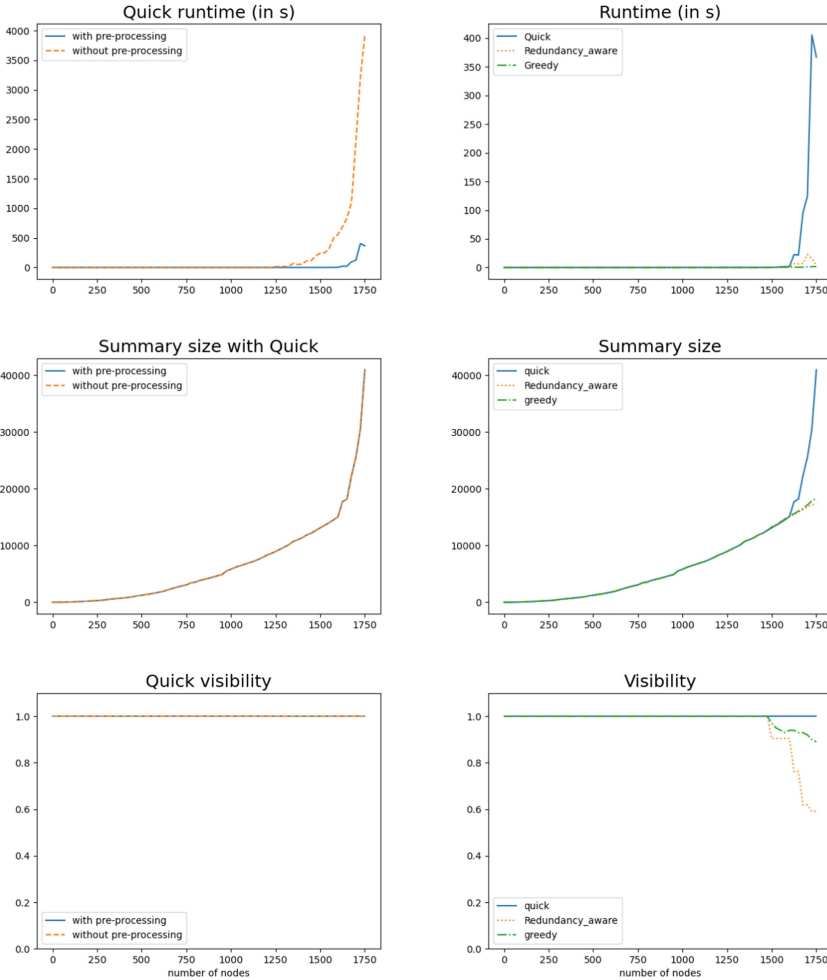 Quick runtime (in s)
4000
3500
3000
2500
2000
1500
1000
500
0
with pre-processing
without pre-processing
0 250 500 750 1000 1250 1500 1750
Runtime (in s)
400
350
300
250
200
150
100
50
0
Quick
Redundancy_aware
Greedy
0 250 500 750 1000 1250 1500 1750
Summary size with Quick
40000
30000
20000
10000
0
with pre-processing
without pre-processing
0 250 500 750 1000 1250 1500 1750
Summary size
40000
30000
20000
10000
0
quick
Redundancy_aware
greedy
0 250 500 750 1000 1250 1500 1750
Quick visibility
1.0
0.8
0.6
0.4
0.2
0.0
with pre-processing
without pre-processing
0 250 500 750 1000 1250 1500 1750
number of nodes
Visibility
1.0
0.8
0.6
0.4
0.2
0.0
quick
Redundancy_aware
greedy
0 250 500 750 1000 1250 1500 1750
number of nodes